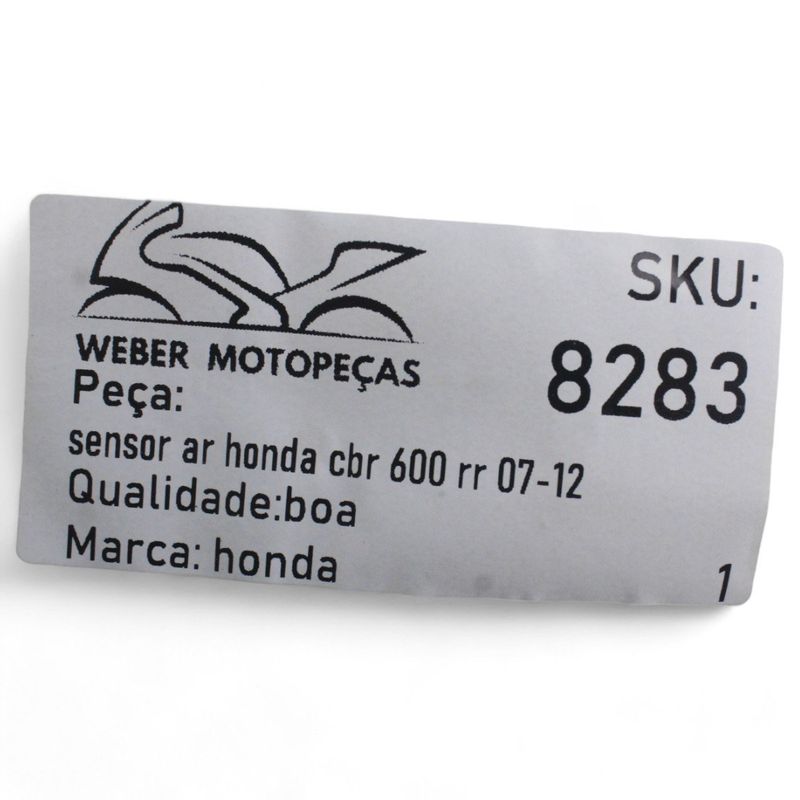 WEBER MOTOPEÇAS
SKU:
8283
Peça:
sensor ar honda cbr 600 rr 07-12
Qualidade:boa
Marca: honda
1